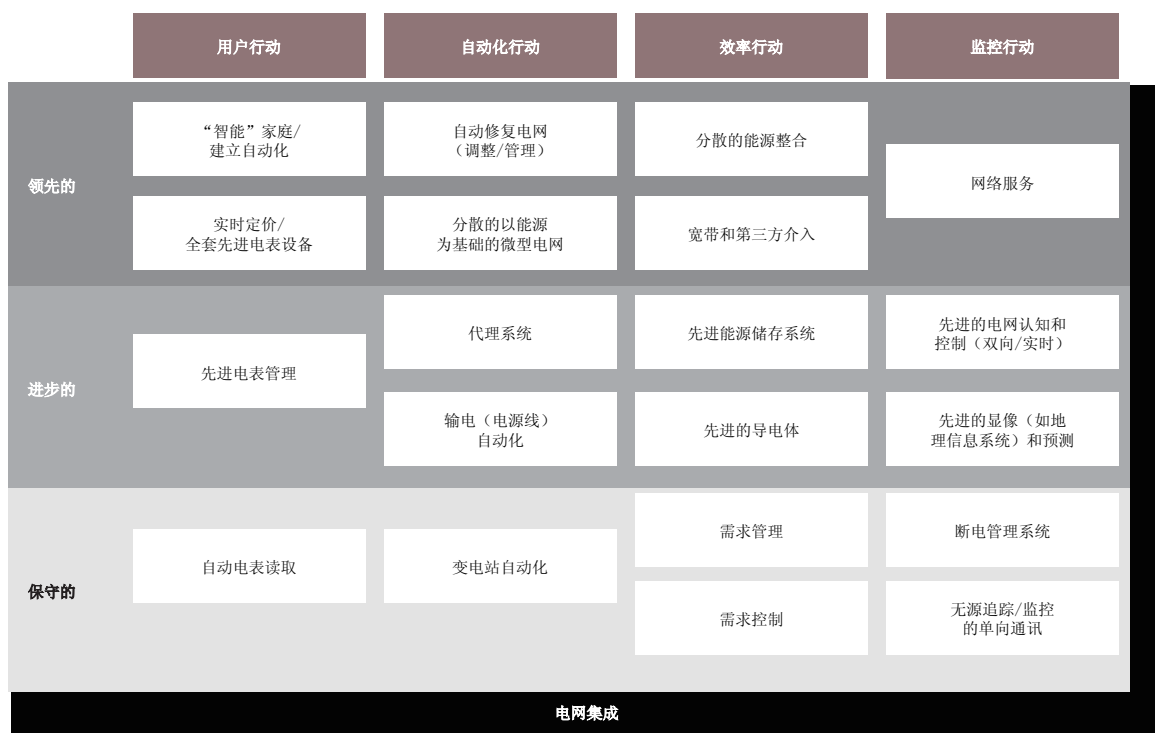 用户行动
自动化行动
效率行动
监控行动
领先的
“智能”家庭/
建立自动化
自动修复电网
（调整/管理）
分散的能源整合
网络服务
实时定价/
全套先进电表设备
分散的以能源
为基础的微型电网
宽带和第三方介入
进步的
先进电表管理
代理系统
先进能源储存系统
先进的电网认知和
控制（双向/实时）
输电（电源线）
自动化
先进的导电体
先进的显像（如地
理信息系统）和预测
保守的
自动电表读取
变电站自动化
需求管理
断电管理系统
需求控制
无源追踪/监控
的单向通讯
电网集成